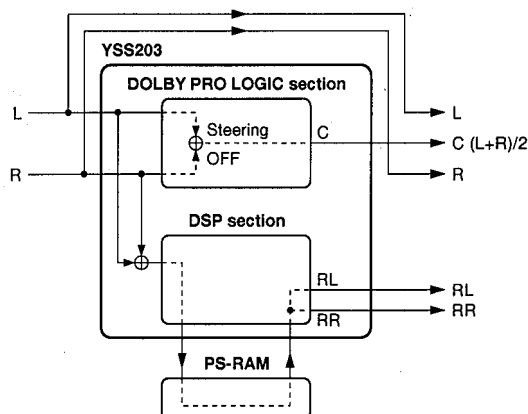 YSS203
DOLBY PRO LOGIC section
L
Steering
C
L
C (L+R)/2
OFF
R
R
DSP section
RL
RL
RR
RR
PS-RAM